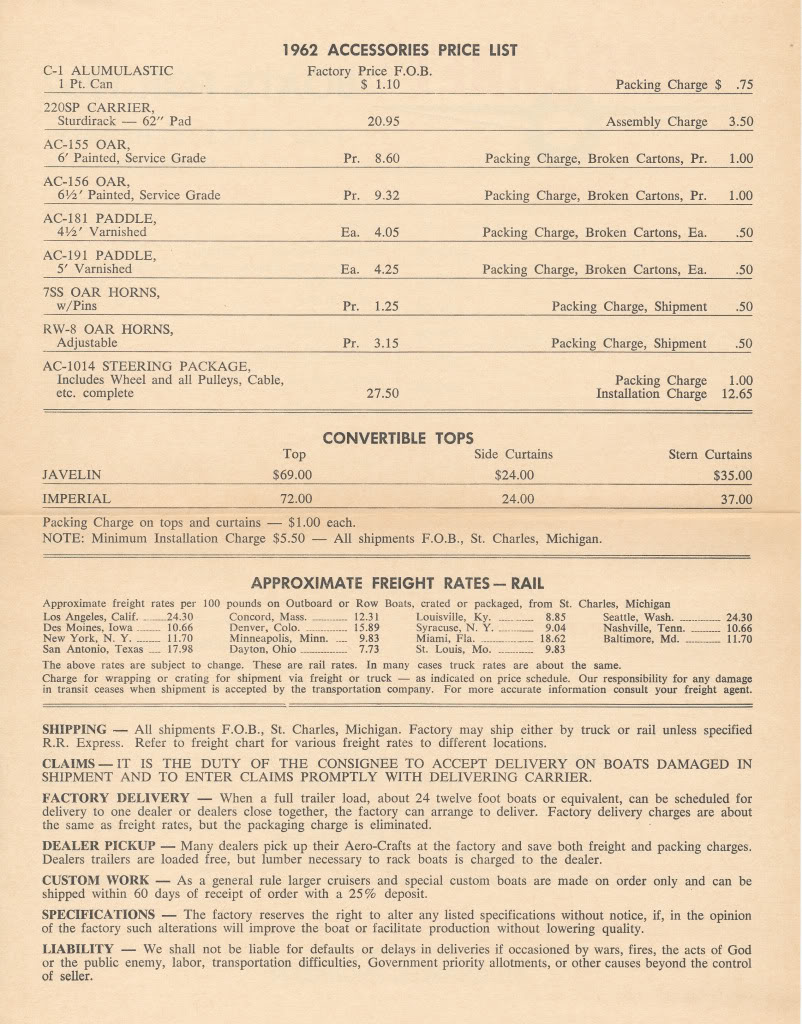 1962 ACCESSORIES PRICE LIST
C-1 ALUMULASTIC Factory Price F.O.B.
1 Pt. Can $ 1.10 Packing Charge $ .75
220SP CARRIER,
Sturdirack — 62″ Pad 20.95 Assembly Charge 3.50
AC-155 OAR,
6′ Painted, Service Grade Pr. 8.60 Packing Charge, Broken Cartons, Pr. 1.00
AC-156 OAR,
6½′ Painted, Service Grade Pr. 9.32 Packing Charge, Broken Cartons, Pr. 1.00
AC-181 PADDLE,
4½′ Varnished Ea. 4.05 Packing Charge, Broken Cartons, Ea. .50
AC-191 PADDLE,
5′ Varnished Ea. 4.25 Packing Charge, Broken Cartons, Ea. .50
7SS OAR HORNS,
w/Pins Pr. 1.25 Packing Charge, Shipment .50
RW-8 OAR HORNS,
Adjustable Pr. 3.15 Packing Charge, Shipment .50
AC-1014 STEERING PACKAGE,
Includes Wheel and all Pulleys, Cable, Packing Charge 1.00
etc. complete 27.50 Installation Charge 12.65
CONVERTIBLE TOPS
Top Side Curtains Stern Curtains
JAVELIN $69.00 $24.00 $35.00
IMPERIAL 72.00 24.00 37.00
Packing Charge on tops and curtains — $1.00 each.
NOTE: Minimum Installation Charge $5.50 — All shipments F.O.B., St. Charles, Michigan.
APPROXIMATE FREIGHT RATES — RAIL
Approximate freight rates per 100 pounds on Outboard or Row Boats, crated or packaged, from St. Charles, Michigan
Los Angeles, Calif. 24.30 Concord, Mass. 12.31 Louisville, Ky. 8.85 Seattle, Wash. 24.30
Des Moines, Iowa 10.66 Denver, Colo. 15.89 Syracuse, N. Y. 9.04 Nashville, Tenn. 10.66
New York, N. Y. 11.70 Minneapolis, Minn. 9.83 Miami, Fla. 18.62 Baltimore, Md. 11.70
San Antonio, Texas 17.98 Dayton, Ohio 7.73 St. Louis, Mo. 9.83
The above rates are subject to change. These are rail rates. In many cases truck rates are about the same.
Charge for wrapping or crating for shipment via freight or truck — as indicated on price schedule. Our responsibility for any damage
in transit ceases when shipment is accepted by the transportation company. For more accurate information consult your freight agent.
SHIPPING — All shipments F.O.B., St. Charles, Michigan. Factory may ship either by truck or rail unless specified
R.R. Express. Refer to freight chart for various freight rates to different locations.
CLAIMS — IT IS THE DUTY OF THE CONSIGNEE TO ACCEPT DELIVERY ON BOATS DAMAGED IN
SHIPMENT AND TO ENTER CLAIMS PROMPTLY WITH DELIVERING CARRIER.
FACTORY DELIVERY — When a full trailer load, about 24 twelve foot boats or equivalent, can be scheduled for
delivery to one dealer or dealers close together, the factory can arrange to deliver. Factory delivery charges are about
the same as freight rates, but the packaging charge is eliminated.
DEALER PICKUP — Many dealers pick up their Aero-Crafts at the factory and save both freight and packing charges.
Dealers trailers are loaded free, but lumber necessary to rack boats is charged to the dealer.
CUSTOM WORK — As a general rule larger cruisers and special custom boats are made on order only and can be
shipped within 60 days of receipt of order with a 25% deposit.
SPECIFICATIONS — The factory reserves the right to alter any listed specifications without notice, if, in the opinion
of the factory such alterations will improve the boat or facilitate production without lowering quality.
LIABILITY — We shall not be liable for defaults or delays in deliveries if occasioned by wars, fires, the acts of God
or the public enemy, labor, transportation difficulties, Government priority allotments, or other causes beyond the control
of seller.